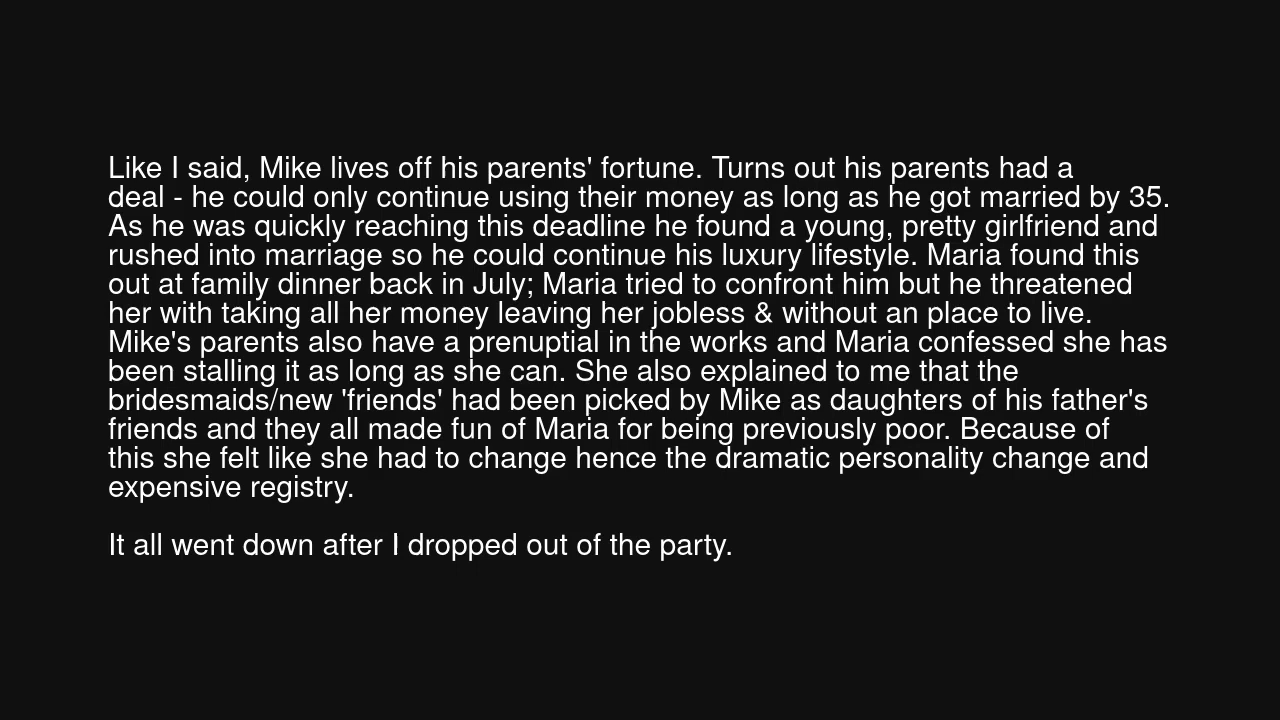 Like I said, Mike lives off his parents' fortune. Turns out his parents had a
deal - he could only continue using their money as long as he got married by 35.
As he was quickly reaching this deadline he found a young, pretty girlfriend and
rushed into marriage so he could continue his luxury lifestyle. Maria found this
out at family dinner back in July; Maria tried to confront him but he threatened
her with taking all her money leaving her jobless & without an place to live.
Mike's parents also have a prenuptial in the works and Maria confessed she has
been stalling it as long as she can. She also explained to me that the
bridesmaids/new 'friends' had been picked by Mike as daughters of his father's
friends and they all made fun of Maria for being previously poor. Because of
this she felt like she had to change hence the dramatic personality change and
expensive registry.
It all went down after I dropped out of the party.